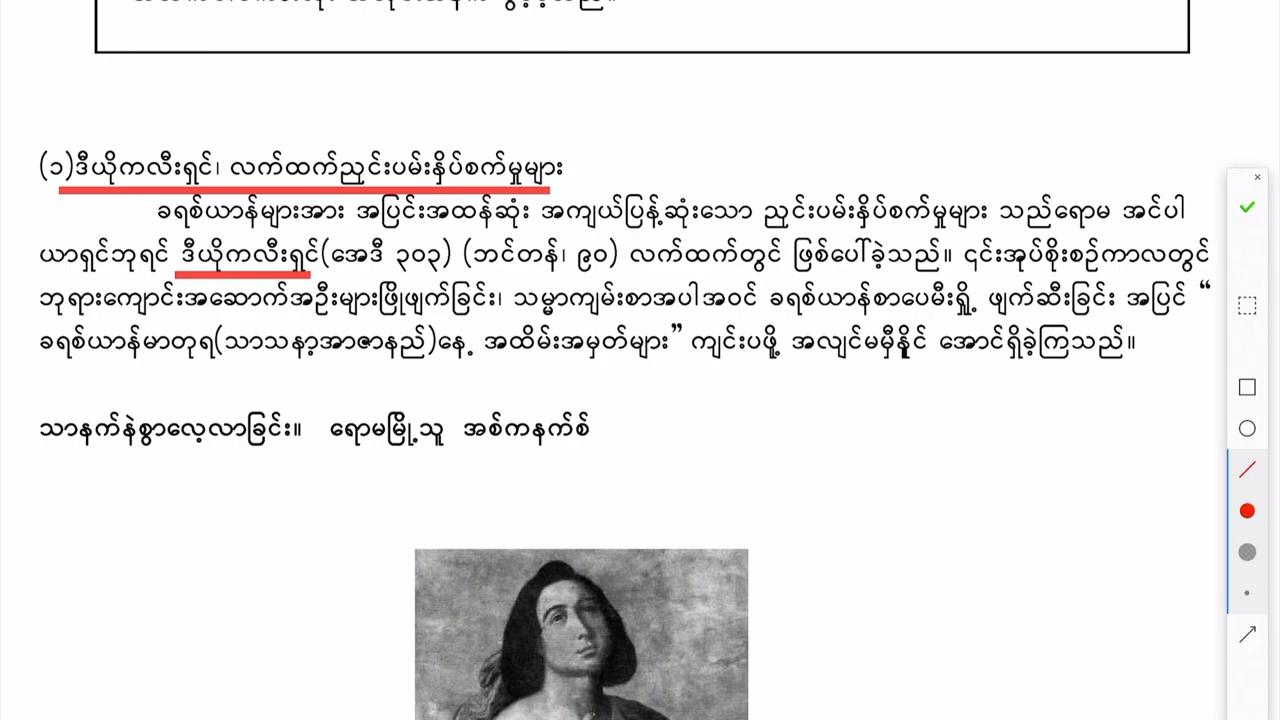 (၁)ဒီယိုကလီးရှင်၊ လက်ထက်ညှင်းပမ်းနှိပ်စက်မှုများ
ခရစ်ယာန်များအား အပြင်းအထန်ဆုံး အကျယ်ပြန့်ဆုံးသော ညှင်းပမ်းနှိပ်စက်မှုများ သည်ရောမ အင်ပါ
ယာရှင်ဘုရင် ဒီယိုကလီးရှင်(အေဒီ ၃၀၃) (ဘင်တန်၊ ၉၀) လက်ထက်တွင် ဖြစ်ပေါ်ခဲ့သည်။ ၎င်းအုပ်စိုးစဉ်ကာလတွင်
ဘုရားကျောင်းအဆောက်အဦးများဖြိုဖျက်ခြင်း၊ သမ္မာကျမ်းစာအပါအဝင် ခရစ်ယာန်စာပေမီးရှို့ ဖျက်ဆီးခြင်း အပြင် “
ခရစ်ယာန်မာတုရ(သာသနာ့အာဇာနည်)နေ့ အထိမ်းအမှတ်များ” ကျင်းပဖို့ အလျင်မမှီနိူင် အောင်ရှိခဲ့ကြသည်။
သာနက်နဲစွာလေ့လာခြင်း။ ရောမမြို့သူ အစ်ကနက်စ်